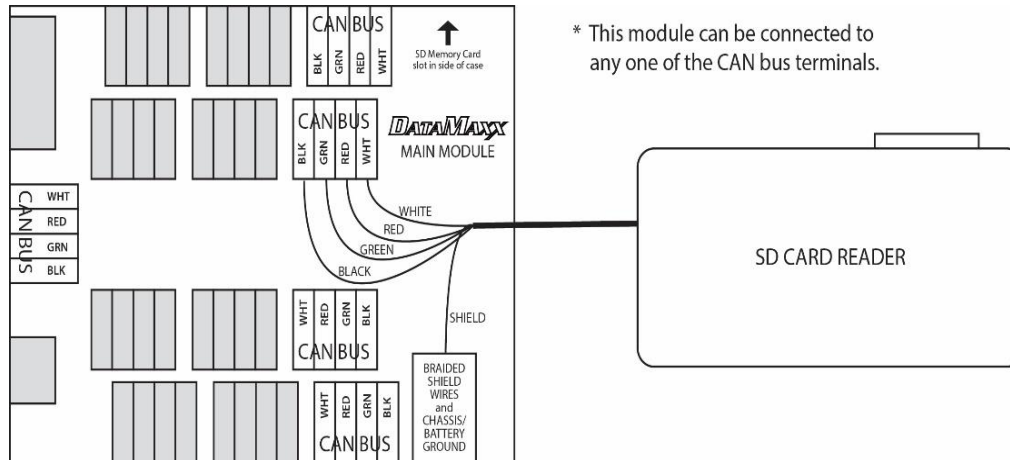 CAN BUS
BLK GRN RED WHT
SD Memory Card
slot in side of case
* This module can be connected to
any one of the CAN bus terminals.
CAN BUS
BLK GRN RED WHT
DATAMAXX
MAIN MODULE
CAN BUS
WHT
RED
GRN
BLK
WHITE
RED
GREEN
BLACK
SD CARD READER
SHIELD
WHT RED GRN BLK
CAN BUS
BRAIDED
SHIELD
WIRES
and
CHASSIS/
BATTERY
GROUND
WHT RED GRN BLK
CAN BUS